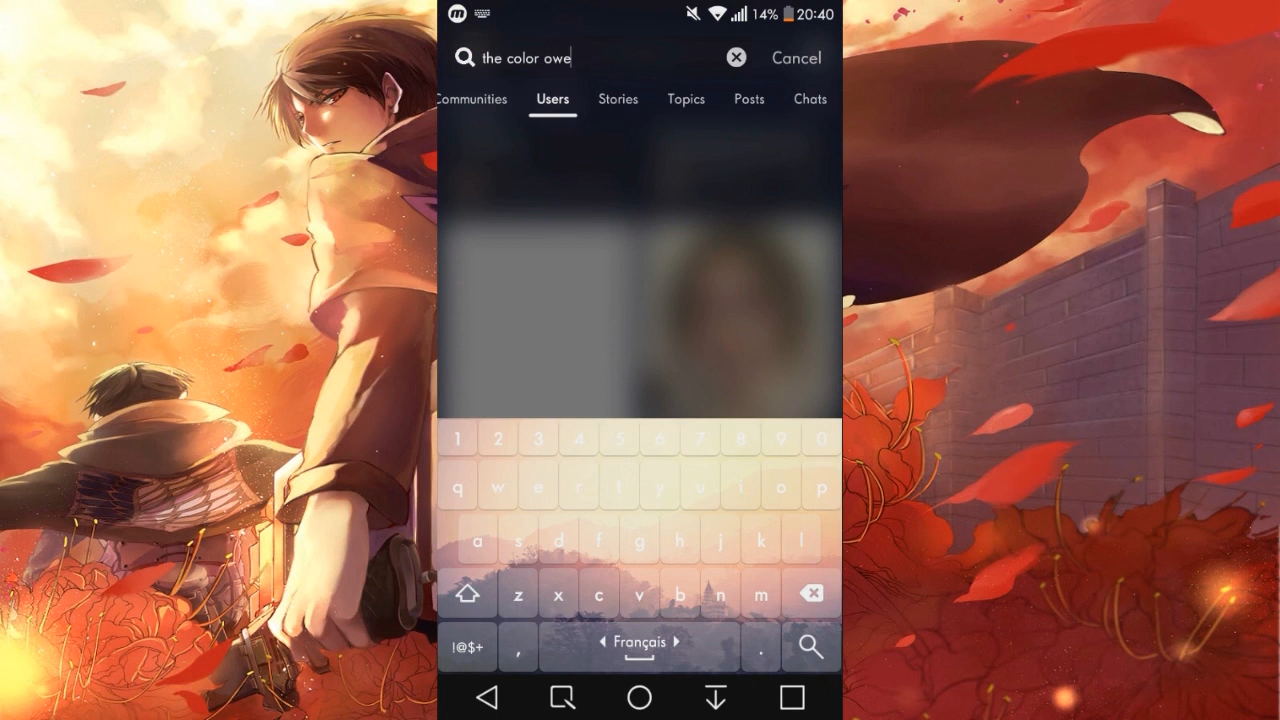 m 14% 20:40
the color owe Cancel
Communities Users Stories Topics Posts Chats
1 2 3 4 5 6 7 8 9 0
q w e r t y u i o p
a s d f g h j k l
z x c v b n m
!@$+ , Français .